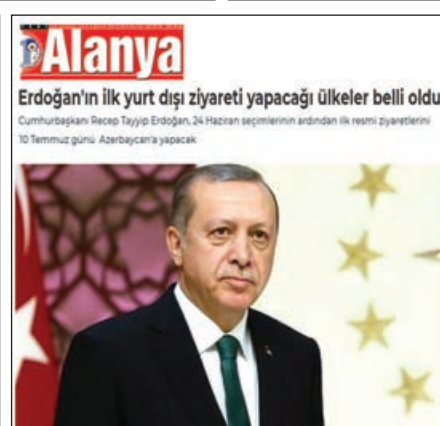 Alanya
Erdoğan'ın ilk yurt dışı ziyareti yapacağı ülkeler belli oldu
Cumhurbaşkanı Recep Tayyip Erdoğan, 24 Haziran seçimlerinin ardından ilk resmi ziyaretlerini
10 Temmuz günü Azerbaycan'a yapacak